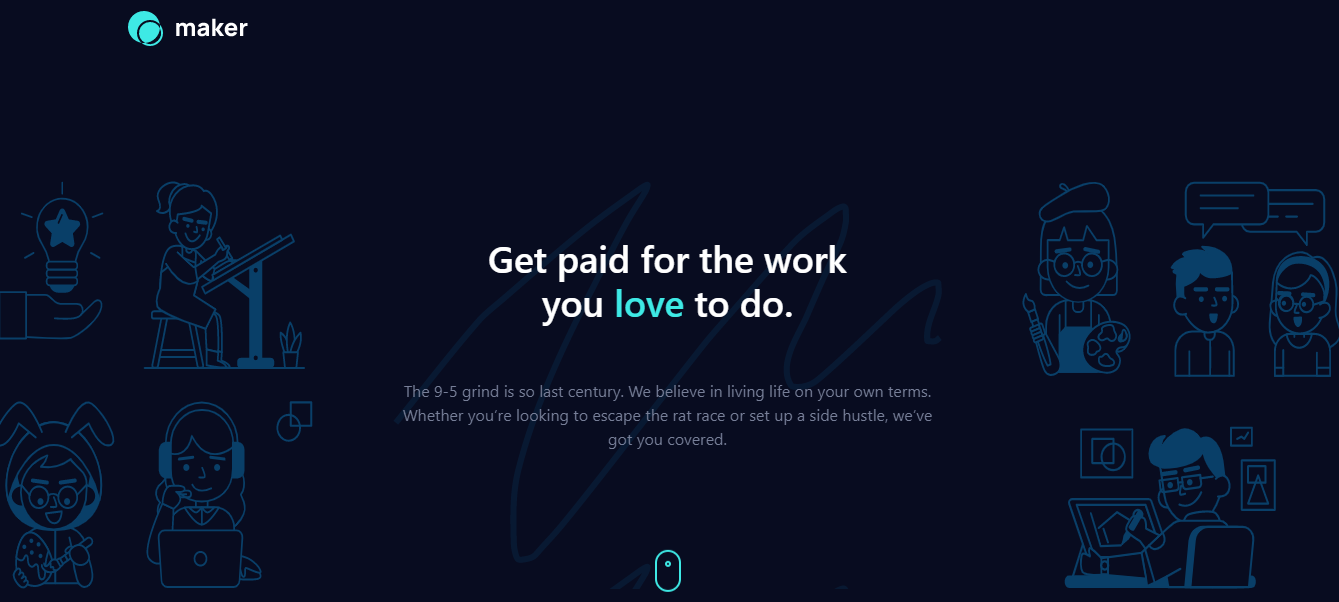 maker
Get paid for the work
you love to do.
The 9-5 grind is so last century. We believe in living life on your own terms.
Whether you’re looking to escape the rat race or set up a side hustle, we’ve
got you covered.